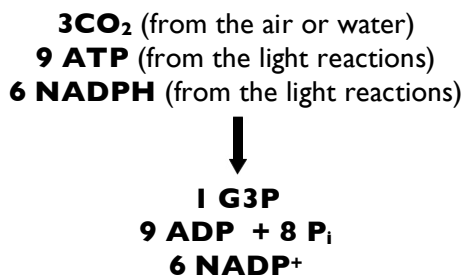 3CO₂ (from the air or water)
9 ATP (from the light reactions)
6 NADPH (from the light reactions)
1 G3P
9 ADP + 8 Pᵢ
6 NADP⁺